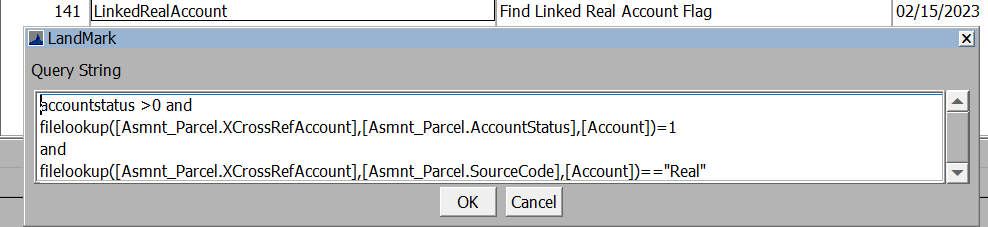 141 LinkedRealAccount Find Linked Real Account Flag 02/15/2023
LandMark
Query String
accountstatus >0 and
filelookup([Asmnt_Parcel.XCrossRefAccount],[Asmnt_Parcel.AccountStatus],[Account])=1
and
filelookup([Asmnt_Parcel.XCrossRefAccount],[Asmnt_Parcel.SourceCode],[Account])=="Real"
OK Cancel